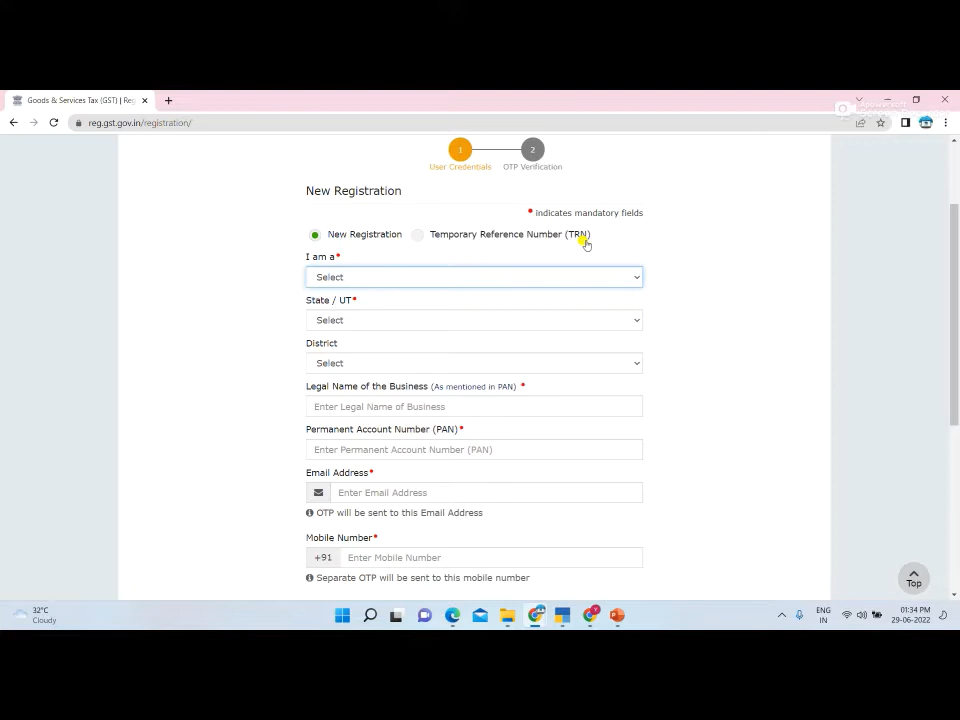 Goods & Services Tax (GST) | Reg
Apowersoft
reg.gst.gov.in/registration/
1 2
User Credentials OTP Verification
New Registration
* indicates mandatory fields
New Registration Temporary Reference Number (TRN)
I am a*
Select
State / UT*
Select
District
Select
Legal Name of the Business (As mentioned in PAN) *
Enter Legal Name of Business
Permanent Account Number (PAN)*
Enter Permanent Account Number (PAN)
Email Address*
Enter Email Address
OTP will be sent to this Email Address
Mobile Number*
+91 Enter Mobile Number
Separate OTP will be sent to this mobile number
Top
32°C
Cloudy
ENG
IN
01:34 PM
29-06-2022